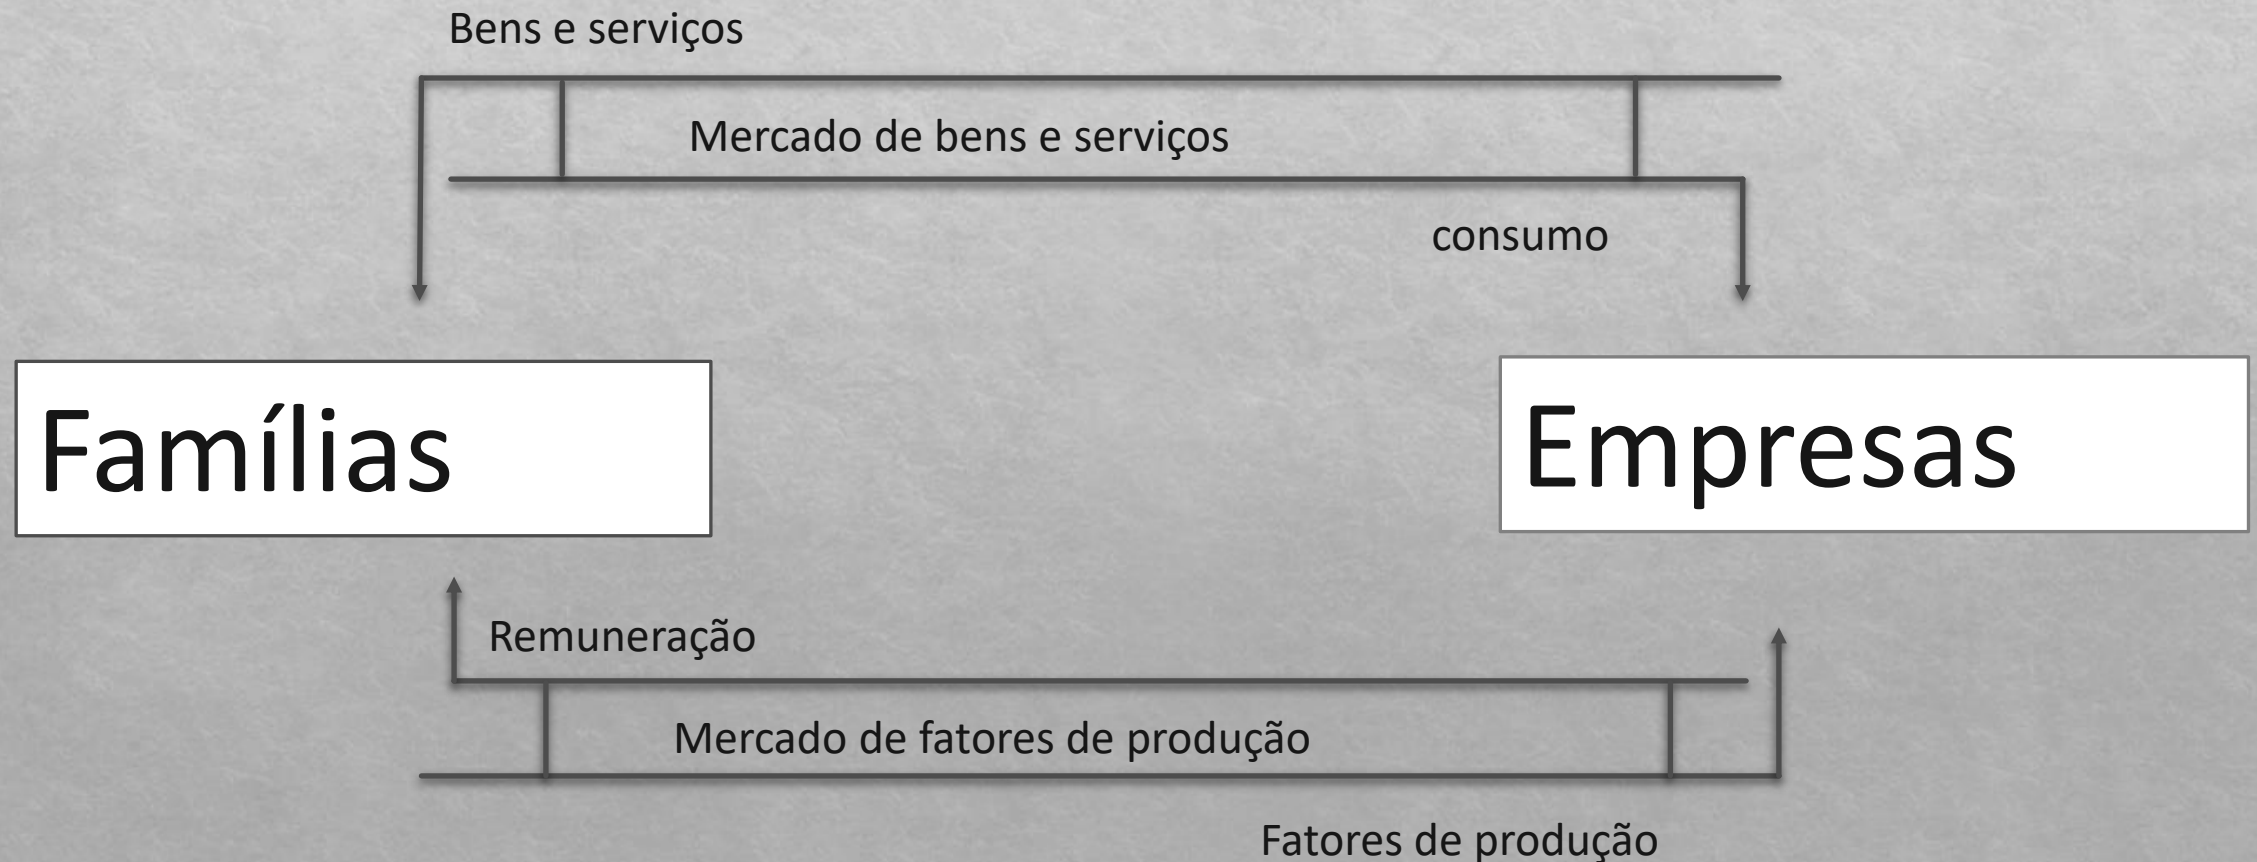 Bens e serviços
Mercado de bens e serviços
consumo
Famílias
Empresas
Remuneração
Mercado de fatores de produção
Fatores de produção